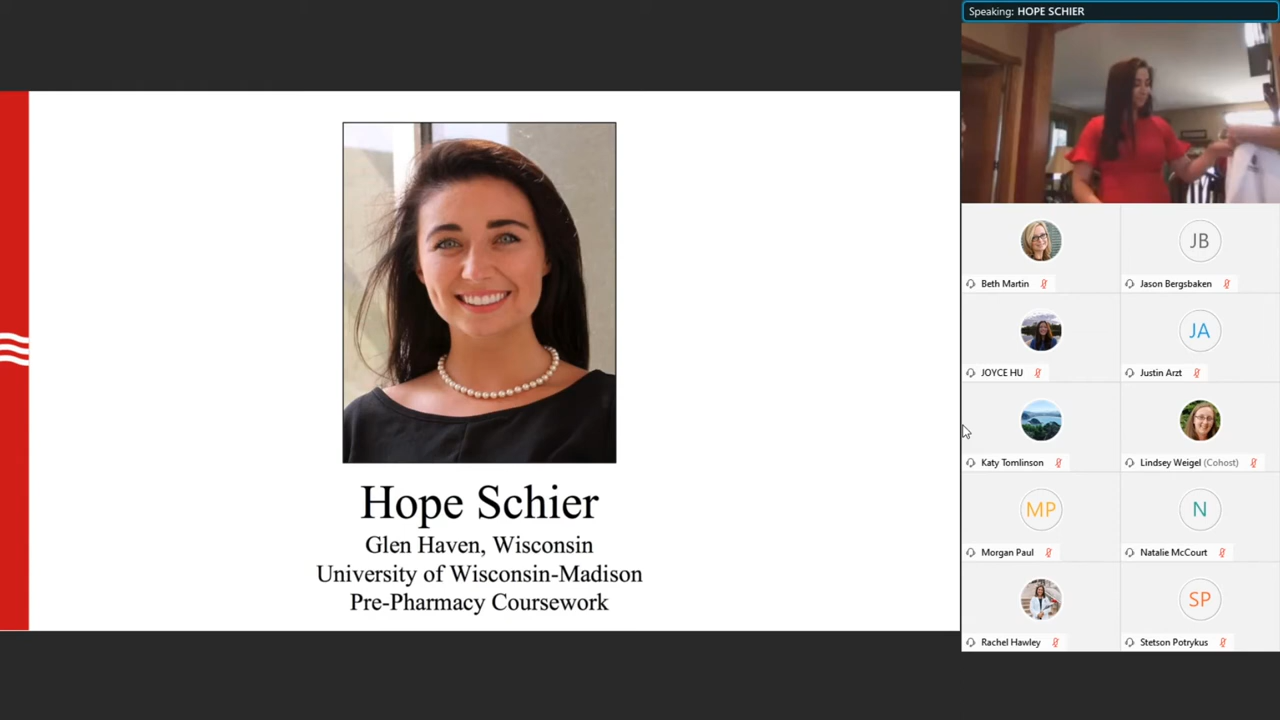 Speaking: HOPE SCHIER
Hope Schier
Glen Haven, Wisconsin
University of Wisconsin-Madison
Pre-Pharmacy Coursework
Beth Martin
JB
Jason Bergsbaken
JOYCE HU
JA
Justin Arzt
Katy Tomlinson
Lindsey Weigel (Cohost)
MP
Morgan Paul
N
Natalie McCourt
Rachel Hawley
SP
Stetson Potrykus